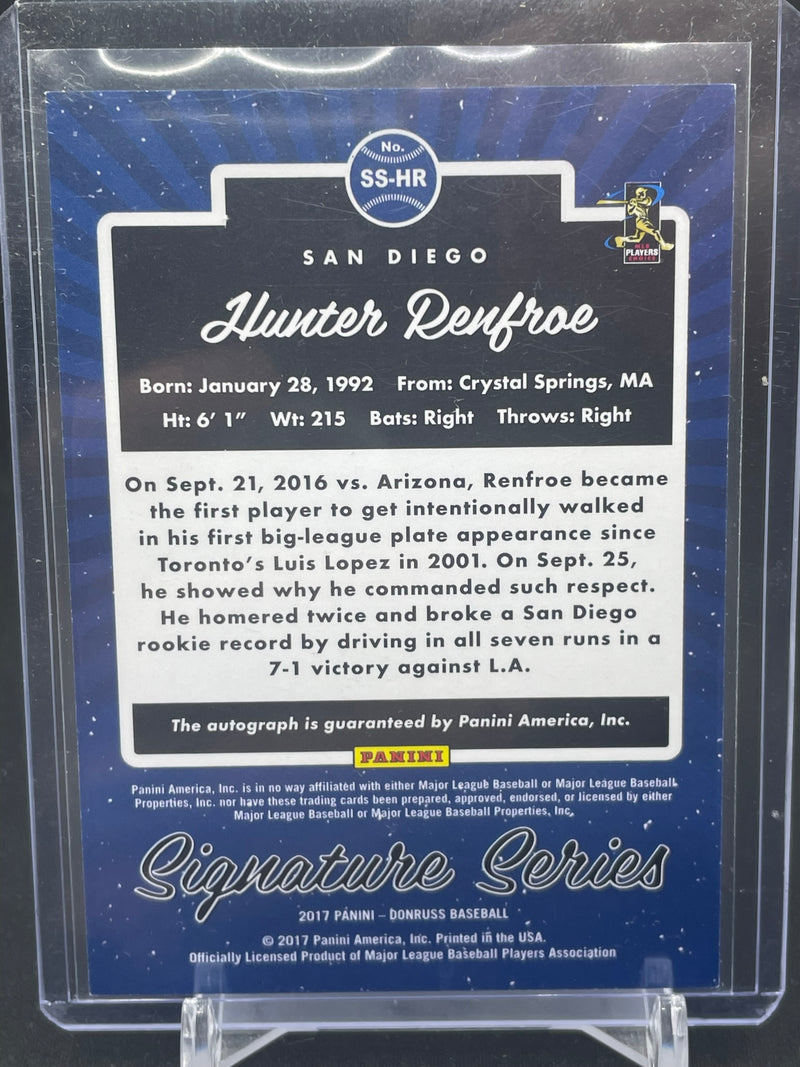 No.
SS-HR
MLB
PLAYERS
CHOICE
SAN DIEGO
Hunter Renfroe
Born: January 28, 1992 From: Crystal Springs, MA
Ht: 6' 1" Wt: 215 Bats: Right Throws: Right
On Sept. 21, 2016 vs. Arizona, Renfroe became
the first player to get intentionally walked
in his first big-league plate appearance since
Toronto's Luis Lopez in 2001. On Sept. 25,
he showed why he commanded such respect.
He homered twice and broke a San Diego
rookie record by driving in all seven runs in a
7-1 victory against L.A.
The autograph is guaranteed by Panini America, Inc.
PANINI
Panini America, Inc. is in no way affiliated with either Major League Baseball or Major League Baseball
Properties, Inc. nor have these trading cards been prepared, approved, endorsed, or licensed by either
Major League Baseball or Major League Baseball Properties, Inc.
Signature Series
2017 PANINI – DONRUSS BASEBALL
© 2017 Panini America, Inc. Printed in the USA.
Officially Licensed Product of Major League Baseball Players Association